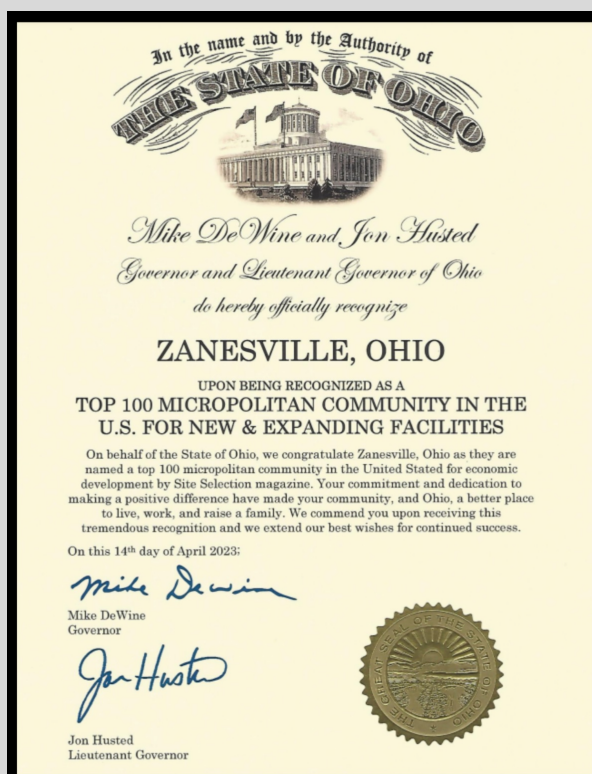 In the name and by the Authority of
THE STATE OF OHIO
Mike DeWine and Jon Husted
Governor and Lieutenant Governor of Ohio
do hereby officially recognize
ZANESVILLE, OHIO
UPON BEING RECOGNIZED AS A
TOP 100 MICROPOLITAN COMMUNITY IN THE
U.S. FOR NEW & EXPANDING FACILITIES
On behalf of the State of Ohio, we congratulate Zanesville, Ohio as they are
named a top 100 micropolitan community in the United Stated for economic
development by Site Selection magazine. Your commitment and dedication to
making a positive difference have made your community, and Ohio, a better place
to live, work, and raise a family. We commend you upon receiving this
tremendous recognition and we extend our best wishes for continued success.
On this 14th day of April 2023;
Mike Dewine
Mike DeWine
Governor
Jon Husted
Jon Husted
Lieutenant Governor
THE GREAT SEAL OF THE STATE OF OHIO